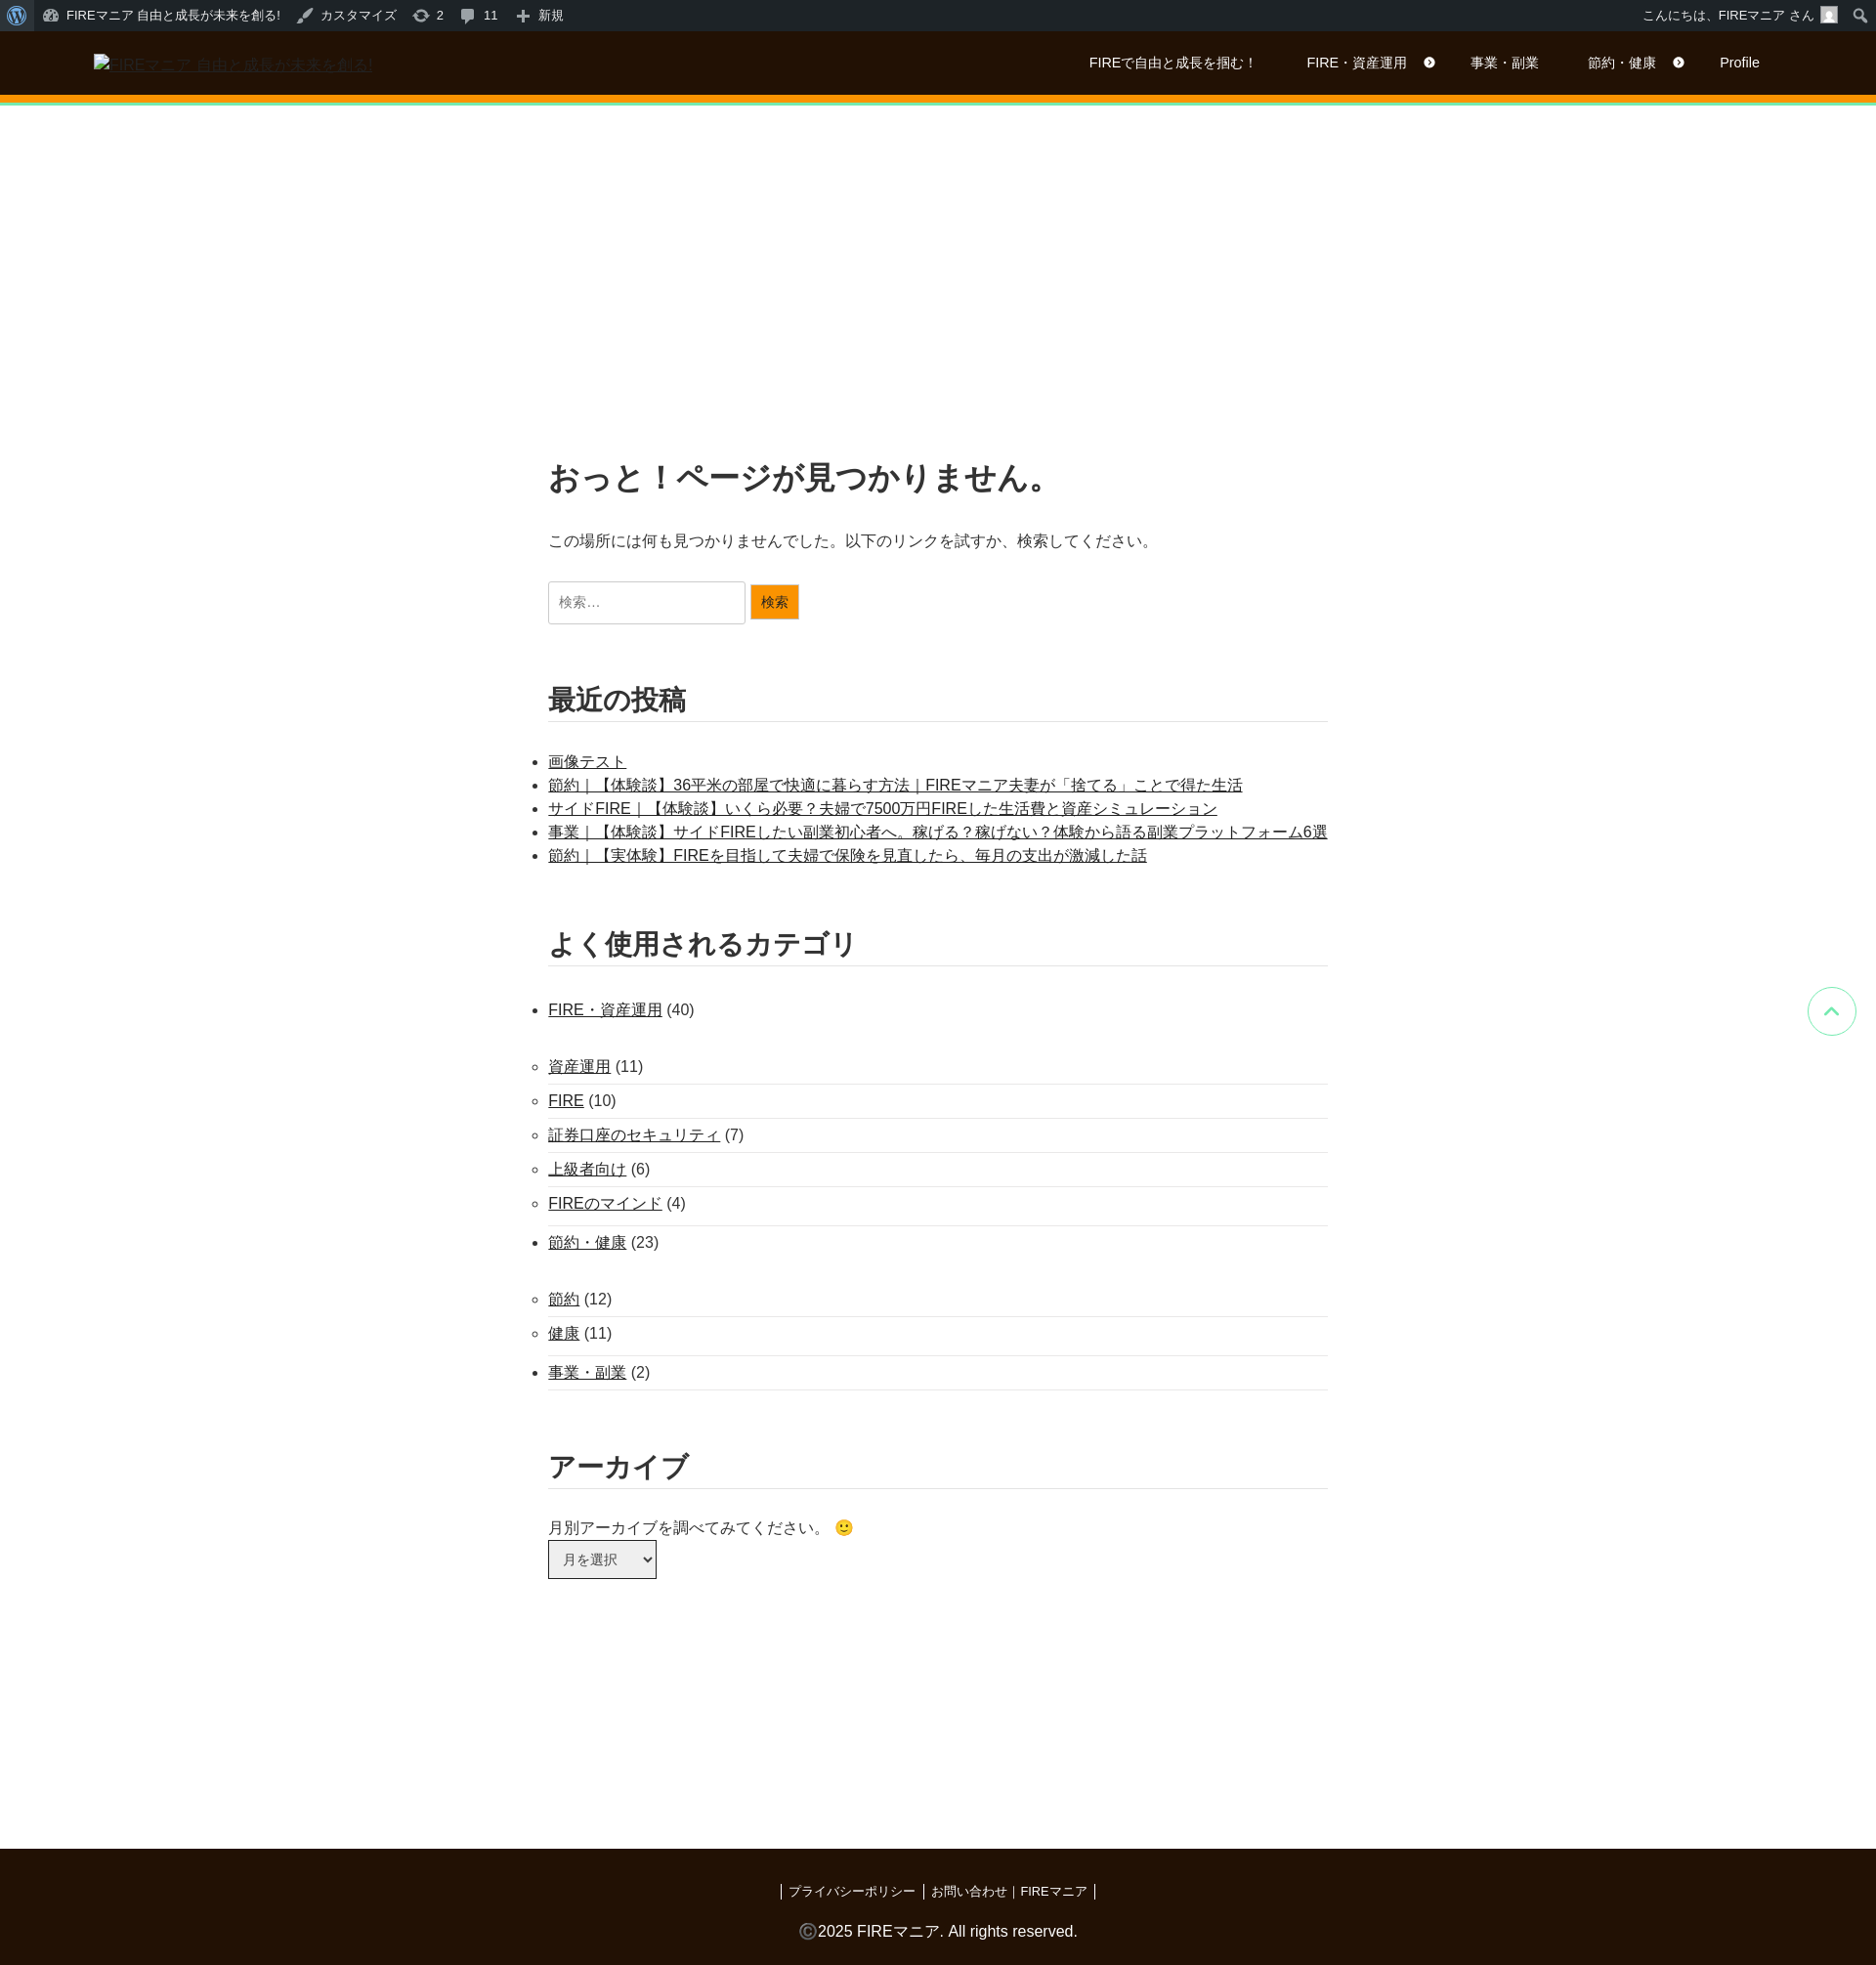 FIREマニア 自由と成長が未来を創る! カスタマイズ 2 11 新規 こんにちは、FIREマニア さん
FIREマニア 自由と成長が未来を創る!
FIREで自由と成長を掴む！ FIRE・資産運用 事業・副業 節約・健康 Profile
おっと！ページが見つかりません。
この場所には何も見つかりませんでした。以下のリンクを試すか、検索してください。
検索… 検索
最近の投稿
画像テスト
節約｜【体験談】36平米の部屋で快適に暮らす方法｜FIREマニア夫妻が「捨てる」ことで得た生活
サイドFIRE｜【体験談】いくら必要？夫婦で7500万円FIREした生活費と資産シミュレーション
事業｜【体験談】サイドFIREしたい副業初心者へ。稼げる？稼げない？体験から語る副業プラットフォーム6選
節約｜【実体験】FIREを目指して夫婦で保険を見直したら、毎月の支出が激減した話
よく使用されるカテゴリ
FIRE・資産運用 (40)
資産運用 (11)
FIRE (10)
証券口座のセキュリティ (7)
上級者向け (6)
FIREのマインド (4)
節約・健康 (23)
節約 (12)
健康 (11)
事業・副業 (2)
アーカイブ
月別アーカイブを調べてみてください。 🙂
月を選択
プライバシーポリシー お問い合わせ｜FIREマニア
©2025 FIREマニア. All rights reserved.